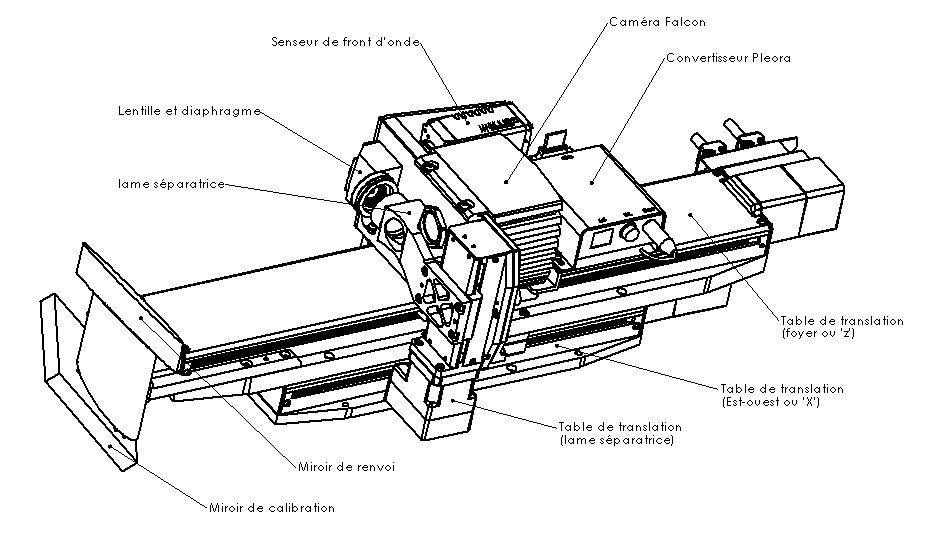 Caméra Falcon
Senseur de front d'onde
Convertisseur Pleora
Lentille et diaphragme
lame séparatrice
Table de translation
(foyer ou 'z')
Table de translation
(Est-ouest ou 'X')
Table de translation
(lame séparatrice)
Miroir de renvoi
Miroir de calibration